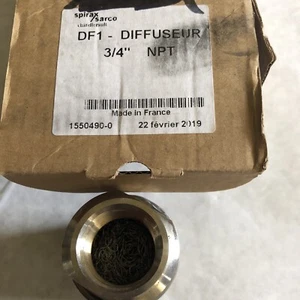 spirax
sarco
DF1 - DIFFUSEUR
3/4" NPT
Made in France
1550490-0 22 février 2019